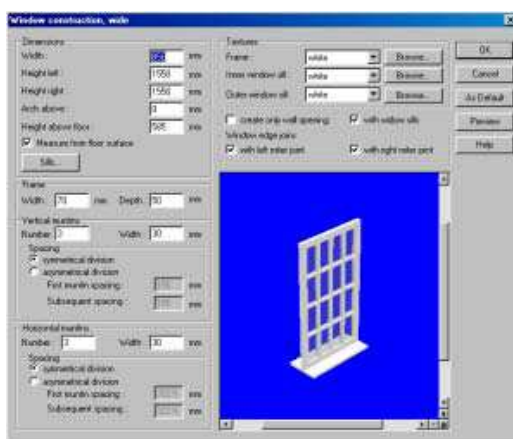 Window construction, wide
Dimensions
Width:
mm
Height left :
1550
mm
Height right :
1550
mm
Arch above :
0
mm
Height above floor :
mm
Measure from floor surface
Sills...
Frame
Width: 70 mm Depth: 50 mm
Vertical muntins
Number: 3 Width: 30 mm
Spacing
symmetrical division
asymmetrical division
First muntin spacing : mm
Subsequent spacing : mm
Horizontal muntins
Number: 3 Width: 30 mm
Spacing
symmetrical division
asymmetrical division
First muntin spacing : mm
Subsequent spacing : mm
Textures
Frame : white Browse...
Inner window sill : white Browse...
Outer window sill : white Browse...
create only wall opening
with widow sills
Window edge joins
with left miter joint
with right miter joint
OK
Cancel
As Default
Preview
Help